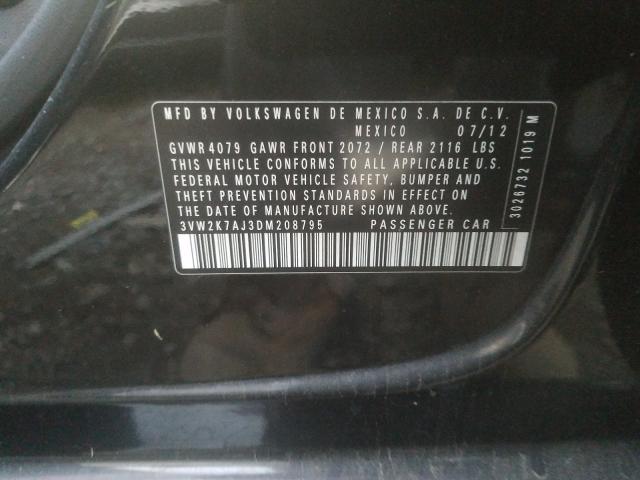 MFD BY VOLKSWAGEN DE MEXICO S.A. DE C.V.
MEXICO 07/12
GVWR 4079 GAWR FRONT 2072 / REAR 2116 LBS
THIS VEHICLE CONFORMS TO ALL APPLICABLE U.S.
FEDERAL MOTOR VEHICLE SAFETY, BUMPER AND
THEFT PREVENTION STANDARDS IN EFFECT ON
THE DATE OF MANUFACTURE SHOWN ABOVE.
3VW2K7AJ3DM208795 PASSENGER CAR
3026732 1019 M